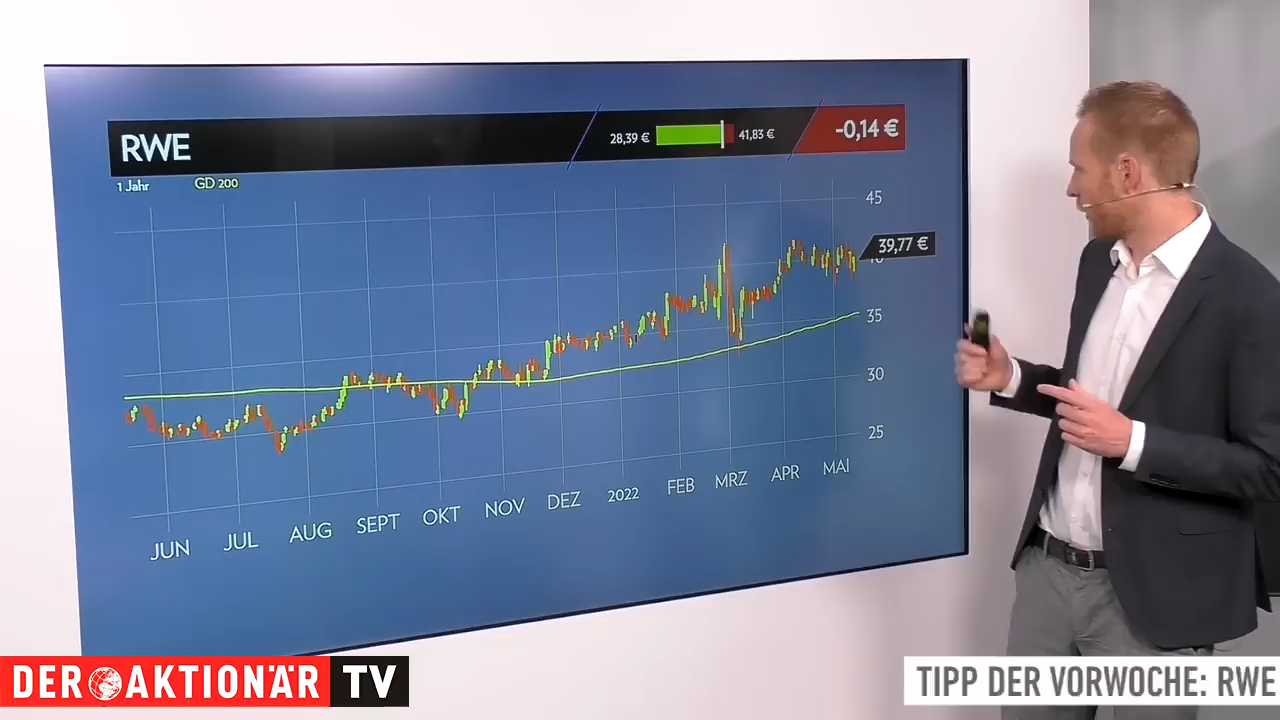 RWE
28,39 €
41,83 €
-0,14 €
1 Jahr
GD 200
45
39,77 €
35
30
25
JUN JUL AUG SEPT OKT NOV DEZ 2022 FEB MRZ APR MAI
DER AKTIONÄR TV
TIPP DER VORWOCHE: RWE